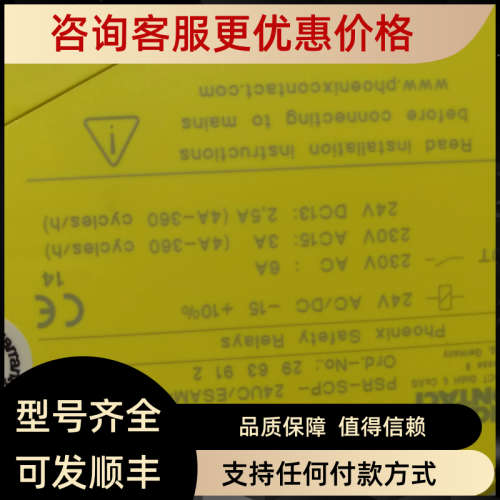 咨询客服更优惠价格
PSR-SCP- 24UC/ESAM
Ord.-No.: 29 63 91 2
Phoenix Safety Relays
24V AC/DC -15 +10%
230V AC : 6A
230V AC15: 3A (4A-360 cycles/h)
24V DC13: 2,5A (4A-360 cycles/h)
CE
14
Read installation instructions
before connecting to mains
www.phoenixcontact.com
型号齐全
可发顺丰
品质保障 值得信赖
支持任何付款方式